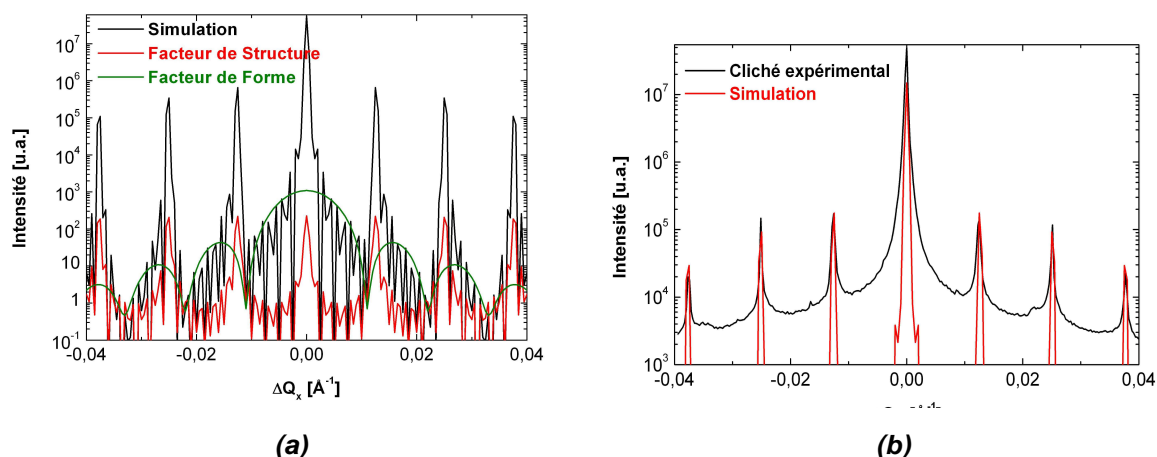 Simulation
Facteur de Structure
Facteur de Forme
Intensité [u.a.]
10⁷
10⁶
10⁵
10⁴
10³
10²
10
1
10⁻¹
-0,04 -0,02 0,00 0,02 0,04
ΔQₓ [Å⁻¹]
(a)
Cliché expérimental
Simulation
Intensité [u.a.]
10⁷
10⁶
10⁵
10⁴
10³
-0,04 -0,02 0,00 0,02 0,04
(b)